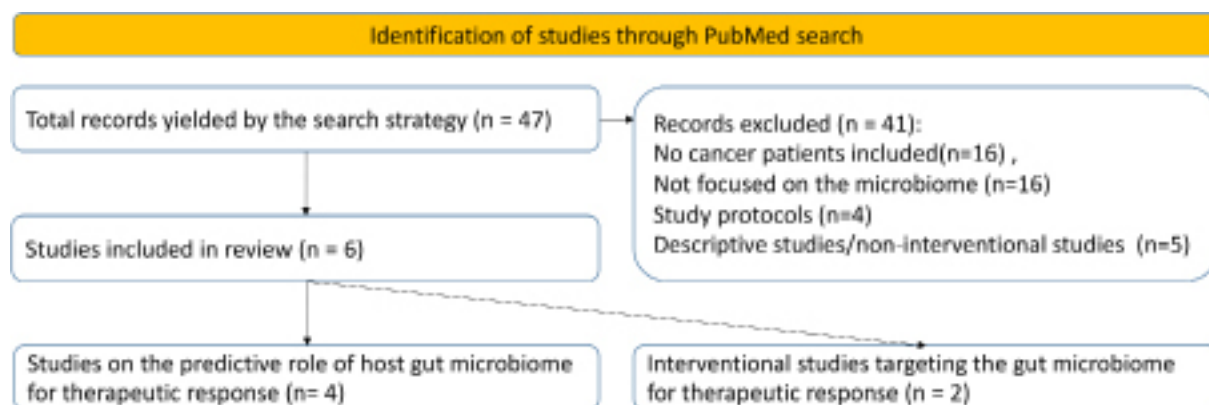 Identification of studies through PubMed search
Total records yielded by the search strategy (n = 47)
Records excluded (n = 41):
No cancer patients included(n=16) ,
Not focused on the microbiome (n=16)
Study protocols (n=4)
Descriptive studies/non-interventional studies (n=5)
Studies included in review (n = 6)
Studies on the predictive role of host gut microbiome
for therapeutic response (n= 4)
Interventional studies targeting the gut microbiome
for therapeutic response (n = 2)